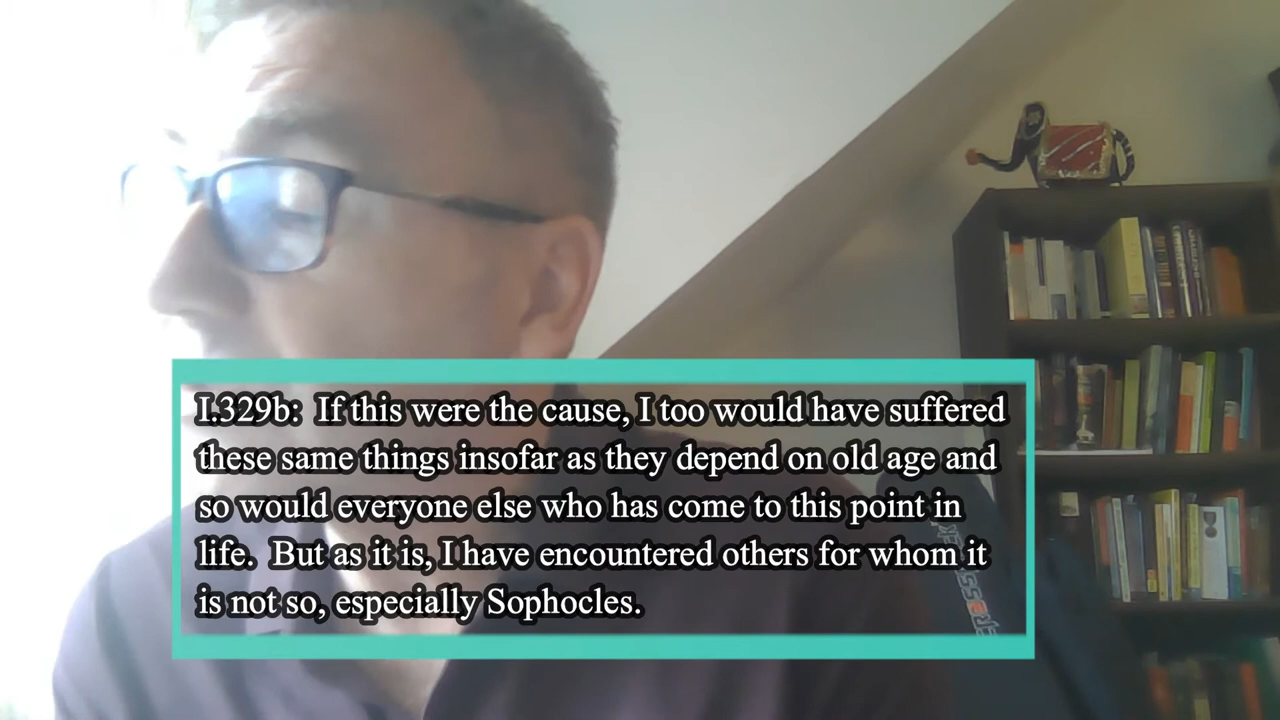 I.329b:  If this were the cause, I too would have suffered
these same things insofar as they depend on old age and
so would everyone else who has come to this point in
life.  But as it is, I have encountered others for whom it
is not so, especially Sophocles.